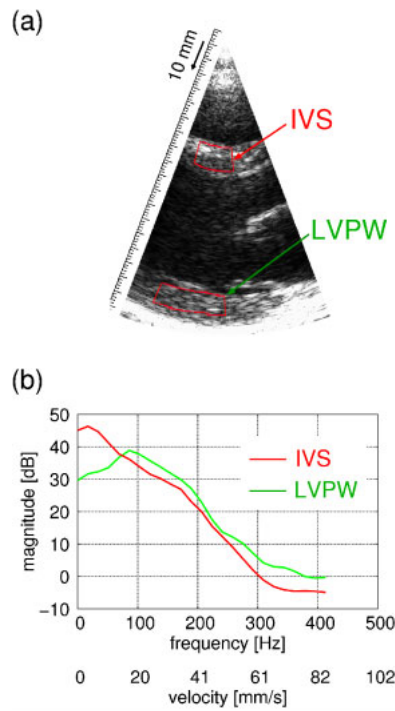 (a)
10 mm
IVS
LVPW
(b)
50
40
30
20
10
0
−10
magnitude [dB]
IVS
LVPW
0 100 200 300 400 500
frequency [Hz]
0 20 41 61 82 102
velocity [mm/s]